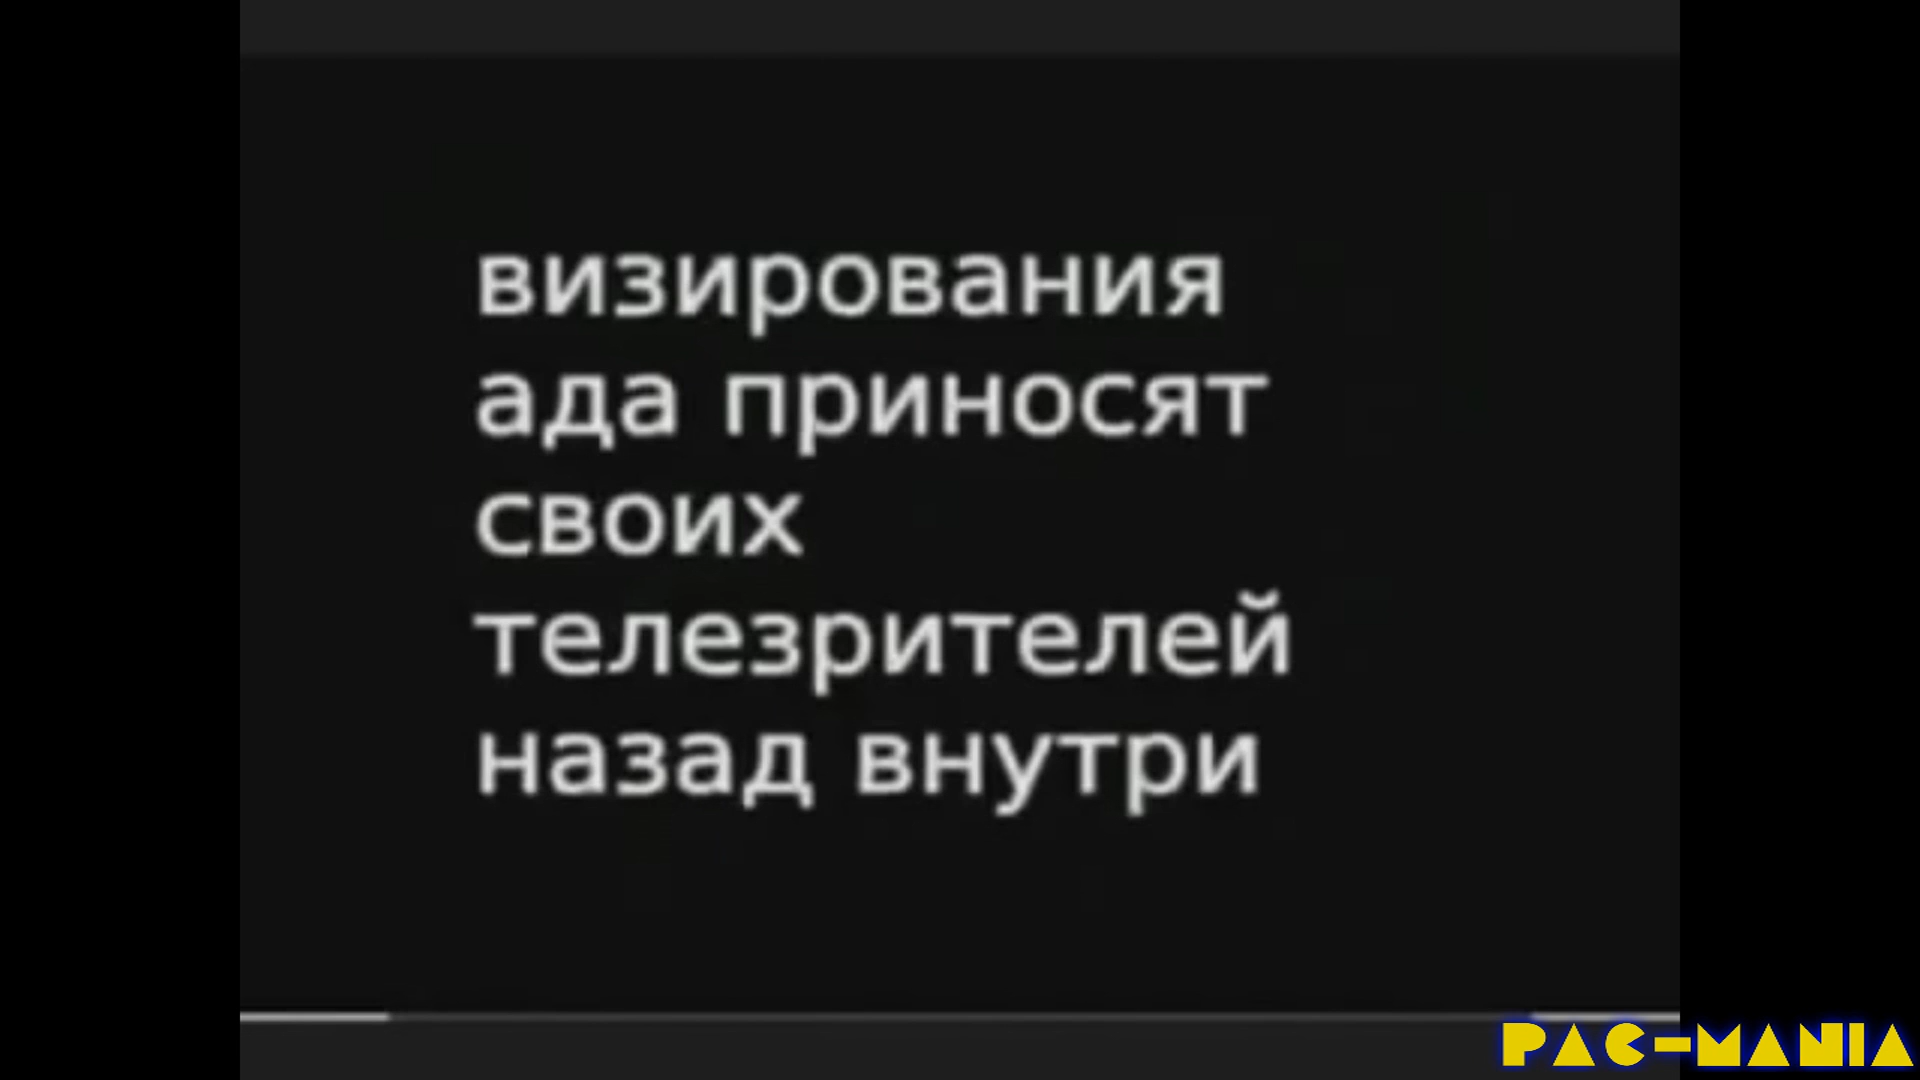 визирования
ада приносят
своих
телезрителей
назад внутри
PAC-MANIA